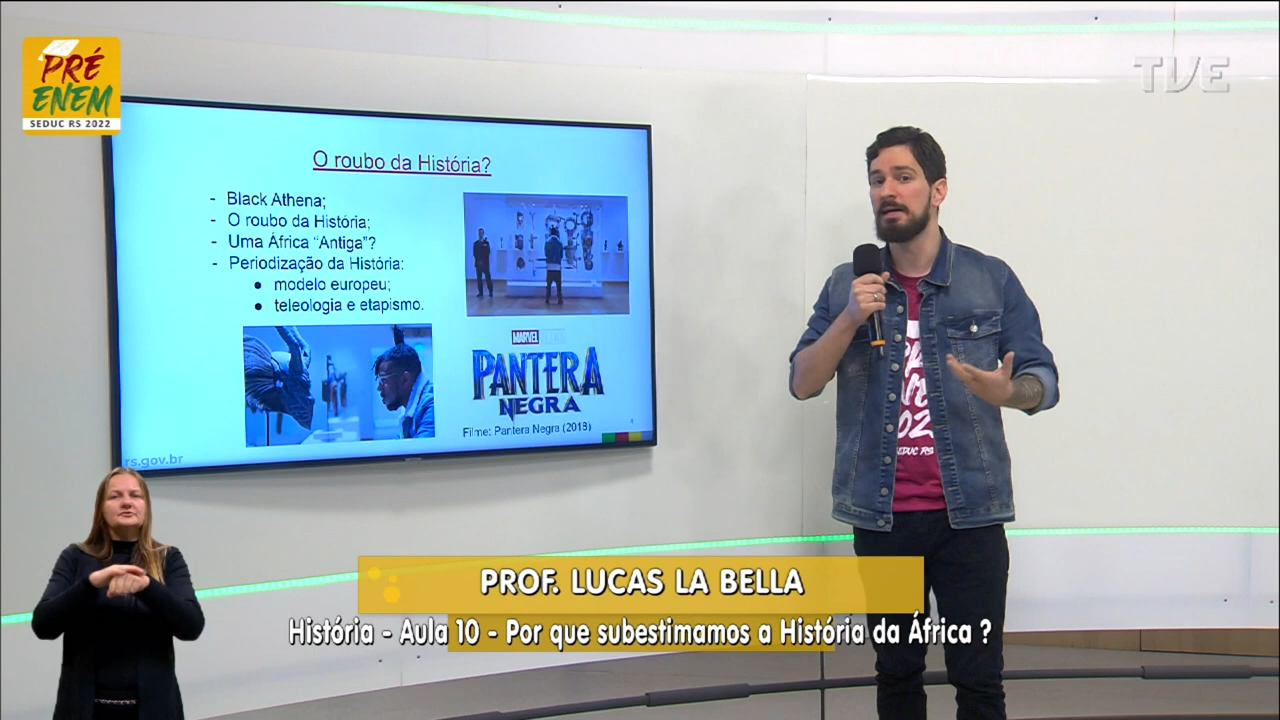 PRÉ
ENEM
SEDUC RS 2022
TVE
O roubo da História?
- Black Athena;
- O roubo da História;
- Uma África “Antiga”?
- Periodização da História:
● modelo europeu;
● teleologia e etapismo.
MARVEL
PANTERA
NEGRA
Filme: Pantera Negra (2018)
rs.gov.br
SEDUC RS
PROF. LUCAS LA BELLA
História - Aula 10 - Por que subestimamos a História da África ?